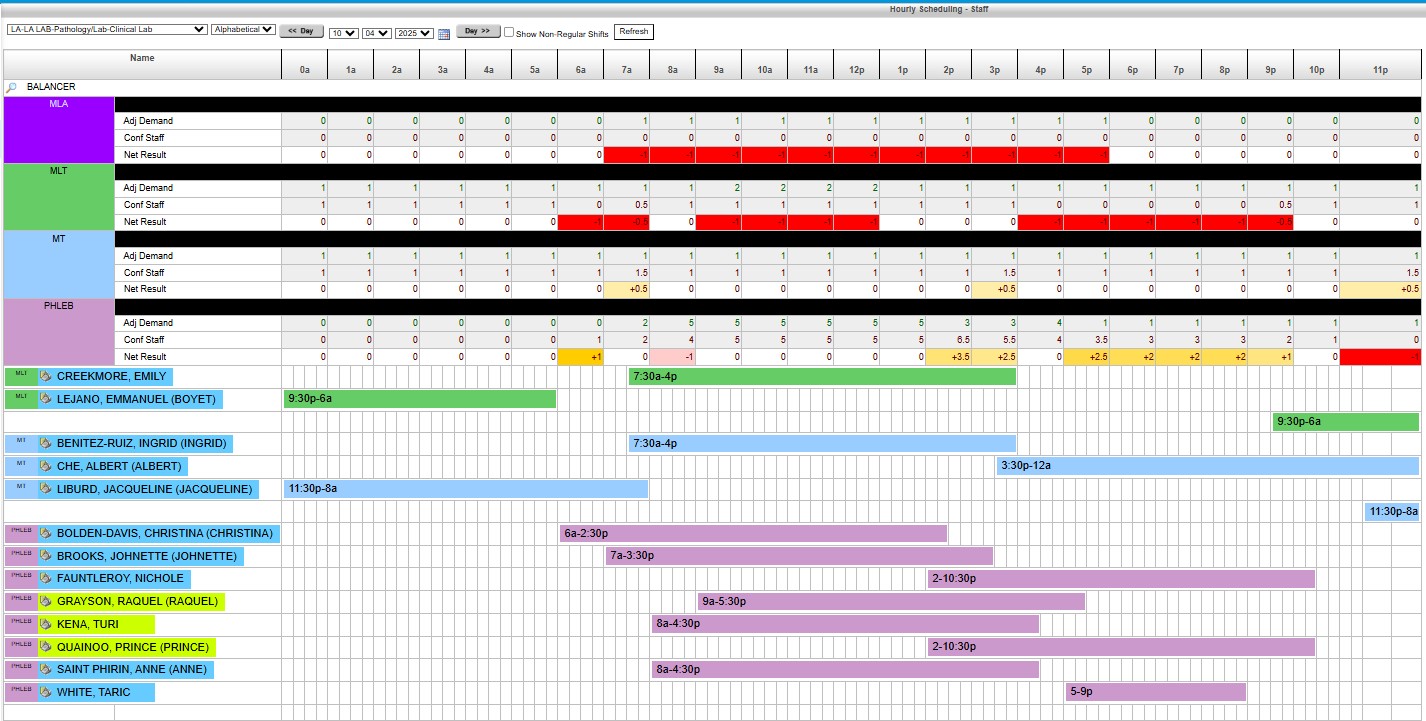 Hourly Scheduling - Staff
LA-LA LAB-Pathology/Lab-Clinical Lab Alphabetical << Day 10 04 2025 Day >> Show Non-Regular Shifts Refresh
Name 0a 1a 2a 3a 4a 5a 6a 7a 8a 9a 10a 11a 12p 1p 2p 3p 4p 5p 6p 7p 8p 9p 10p 11p
BALANCER
MLA
Adj Demand 0 0 0 0 0 0 0 1 1 1 1 1 1 1 1 1 1 1 0 0 0 0 0 0
Conf Staff 0 0 0 0 0 0 0 0 0 0 0 0 0 0 0 0 0 0 0 0 0 0 0 0
Net Result 0 0 0 0 0 0 0 -1 -1 -1 -1 -1 -1 -1 -1 -1 -1 -1 0 0 0 0 0 0
MLT
Adj Demand 1 1 1 1 1 1 1 1 1 2 2 2 2 1 1 1 1 1 1 1 1 1 1 1
Conf Staff 1 1 1 1 1 1 0 0.5 1 1 1 1 1 1 1 1 0 0 0 0 0 0.5 1 1
Net Result 0 0 0 0 0 0 -1 -0.5 0 -1 -1 -1 -1 0 0 0 -1 -1 -1 -1 -1 -0.5 0 0
MT
Adj Demand 1 1 1 1 1 1 1 1 1 1 1 1 1 1 1 1 1 1 1 1 1 1 1 1
Conf Staff 1 1 1 1 1 1 1 1.5 1 1 1 1 1 1 1 1.5 1 1 1 1 1 1 1 1.5
Net Result 0 0 0 0 0 0 0 +0.5 0 0 0 0 0 0 0 +0.5 0 0 0 0 0 0 0 +0.5
PHLEB
Adj Demand 0 0 0 0 0 0 0 2 5 5 5 5 5 5 3 3 4 1 1 1 1 1 1 1
Conf Staff 0 0 0 0 0 0 1 2 4 5 5 5 5 5 6.5 5.5 4 3.5 3 3 3 2 1 0
Net Result 0 0 0 0 0 0 +1 0 -1 0 0 0 0 0 +3.5 +2.5 0 +2.5 +2 +2 +2 +1 0 -1
MLT CREEKMORE, EMILY 7:30a-4p
MLT LEJANO, EMMANUEL (BOYET) 9:30p-6a
9:30p-6a
MT BENITEZ-RUIZ, INGRID (INGRID) 7:30a-4p
MT CHE, ALBERT (ALBERT) 3:30p-12a
MT LIBURD, JACQUELINE (JACQUELINE) 11:30p-8a
11:30p-8a
PHLEB BOLDEN-DAVIS, CHRISTINA (CHRISTINA) 6a-2:30p
PHLEB BROOKS, JOHNETTE (JOHNETTE) 7a-3:30p
PHLEB FAUNTLEROY, NICHOLE 2-10:30p
PHLEB GRAYSON, RAQUEL (RAQUEL) 9a-5:30p
PHLEB KENA, TURI 8a-4:30p
PHLEB QUAINOO, PRINCE (PRINCE) 2-10:30p
PHLEB SAINT PHIRIN, ANNE (ANNE) 8a-4:30p
PHLEB WHITE, TARIC 5-9p